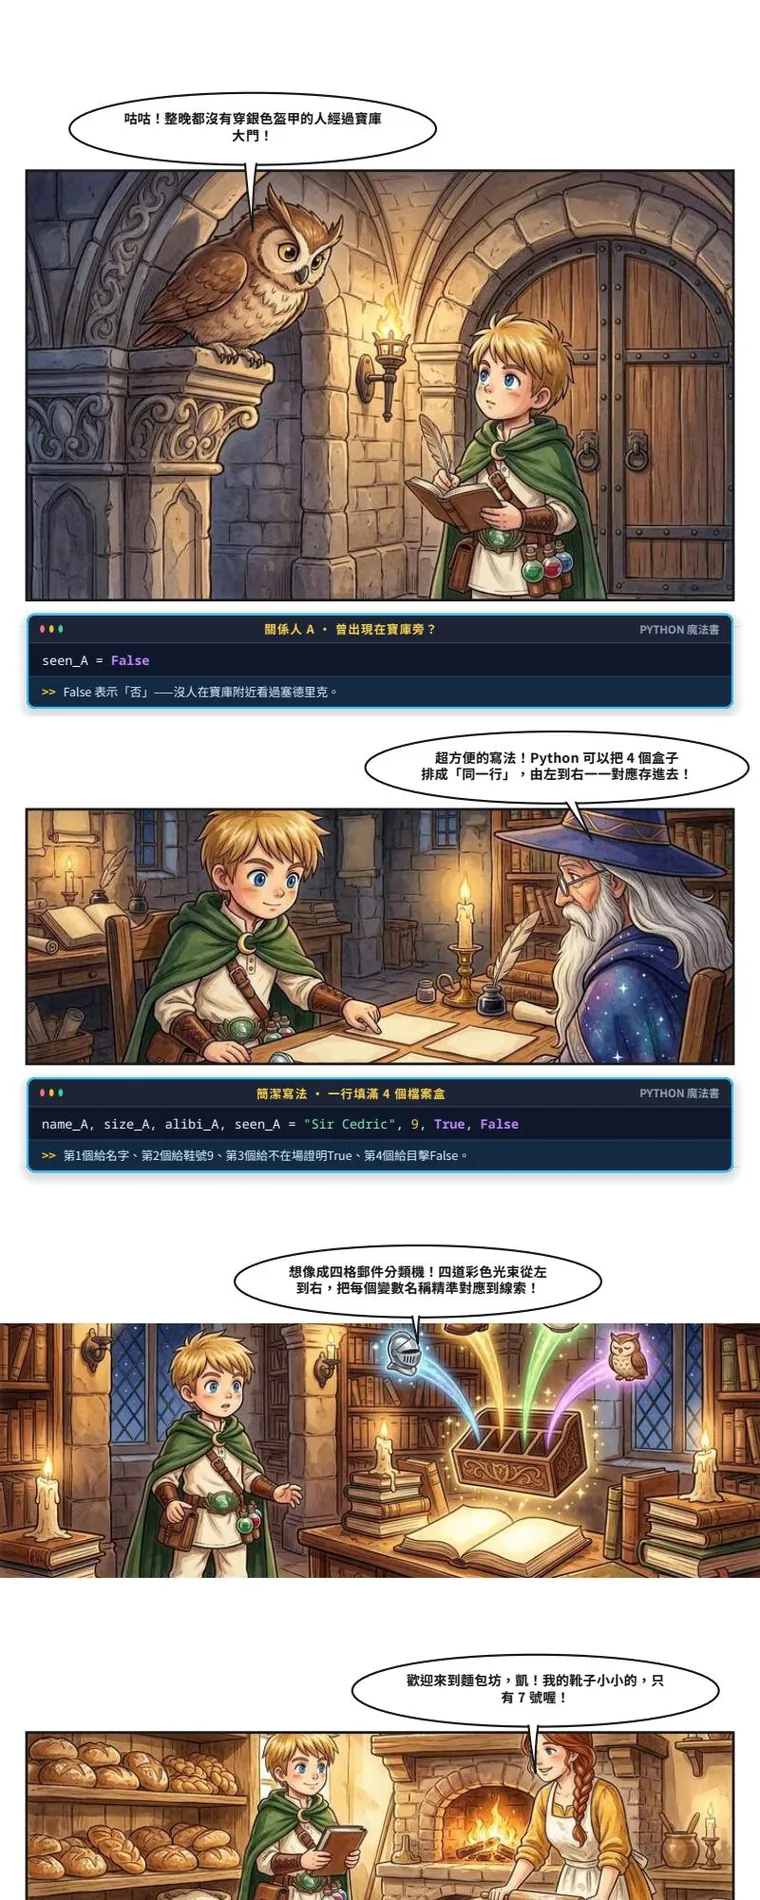 咕咕！整晚都沒有穿銀色盔甲的人經過寶庫
大門！
關係人 A · 曾出現在寶庫旁？
PYTHON 魔法書
seen_A = False
>> False 表示「否」——沒人在寶庫附近看過塞德里克。
超方便的寫法！Python 可以把 4 個盒子
排成「同一行」，由左到右一一對應存進去！
簡潔寫法 · 一行填滿 4 個檔案盒
PYTHON 魔法書
name_A, size_A, alibi_A, seen_A = "Sir Cedric", 9, True, False
>> 第1個給名字、第2個給鞋號9、第3個給不在場證明True、第4個給目擊False。
想像成四格郵件分類機！四道彩色光束從左
到右，把每個變數名稱精準對應到線索！
歡迎來到麵包坊，凱！我的靴子小小的，只
有 7 號喔！